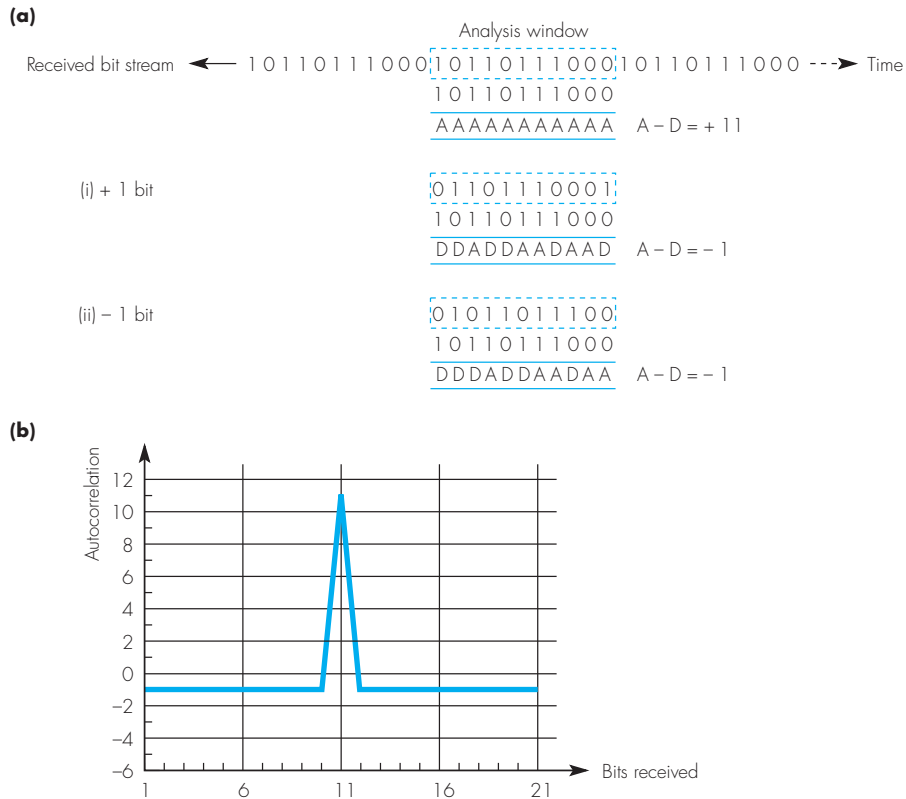 (a)
Analysis window
Received bit stream 1 0 1 1 0 1 1 1 0 0 0 1 0 1 1 0 1 1 1 0 0 0 1 0 1 1 0 1 1 1 0 0 0 Time
1 0 1 1 0 1 1 1 0 0 0
A A A A A A A A A A A A – D = + 11
(i) + 1 bit 0 1 1 0 1 1 1 0 0 0 1
1 0 1 1 0 1 1 1 0 0 0
D D A D D A A D A A D A – D = – 1
(ii) – 1 bit 0 1 0 1 1 0 1 1 1 0 0
1 0 1 1 0 1 1 1 0 0 0
D D D A D D A A D A A A – D = – 1
(b)
Autocorrelation
12
10
8
6
4
2
0
–2
–4
–6
1 6 11 16 21 Bits received